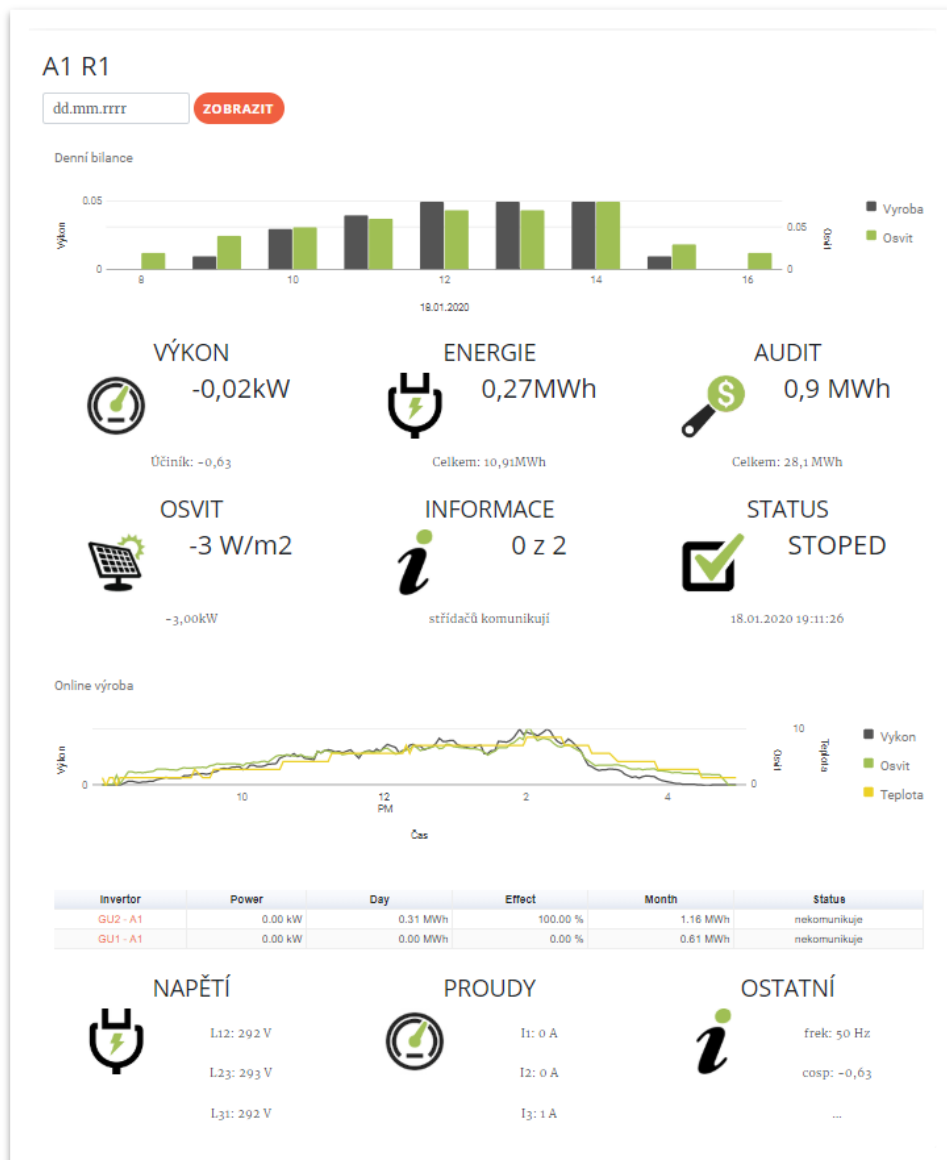 A1 R1
dd.mm.rrrr ZOBRAZIT
Denní bilance
0.05
0
Výkon
0.05
0
Osvit
Vyroba
Osvit
8 10 12 14 16
18.01.2020
VÝKON ENERGIE AUDIT
-0,02kW 0,27MWh $ 0,9 MWh
Účiník: -0,63 Celkem: 10,91MWh Celkem: 28,1 MWh
OSVIT INFORMACE STATUS
-3 W/m2 0 z 2 STOPED
-3,00kW střídačů komunikují 18.01.2020 19:11:26
Online výroba
Výkon
0
10
0
Osvit
Teplota
Vykon
Osvit
Teplota
10 12 2 4
PM
Čas
Invertor Power Day Effect Month Status
GU2 - A1 0.00 kW 0.31 MWh 100.00 % 1.16 MWh nekomunikuje
GU1 - A1 0.00 kW 0.00 MWh 0.00 % 0.61 MWh nekomunikuje
NAPĚTÍ PROUDY OSTATNÍ
L12: 292 V I1: 0 A frek: 50 Hz
L23: 293 V I2: 0 A cosp: -0,63
L31: 292 V I3: 1 A ...